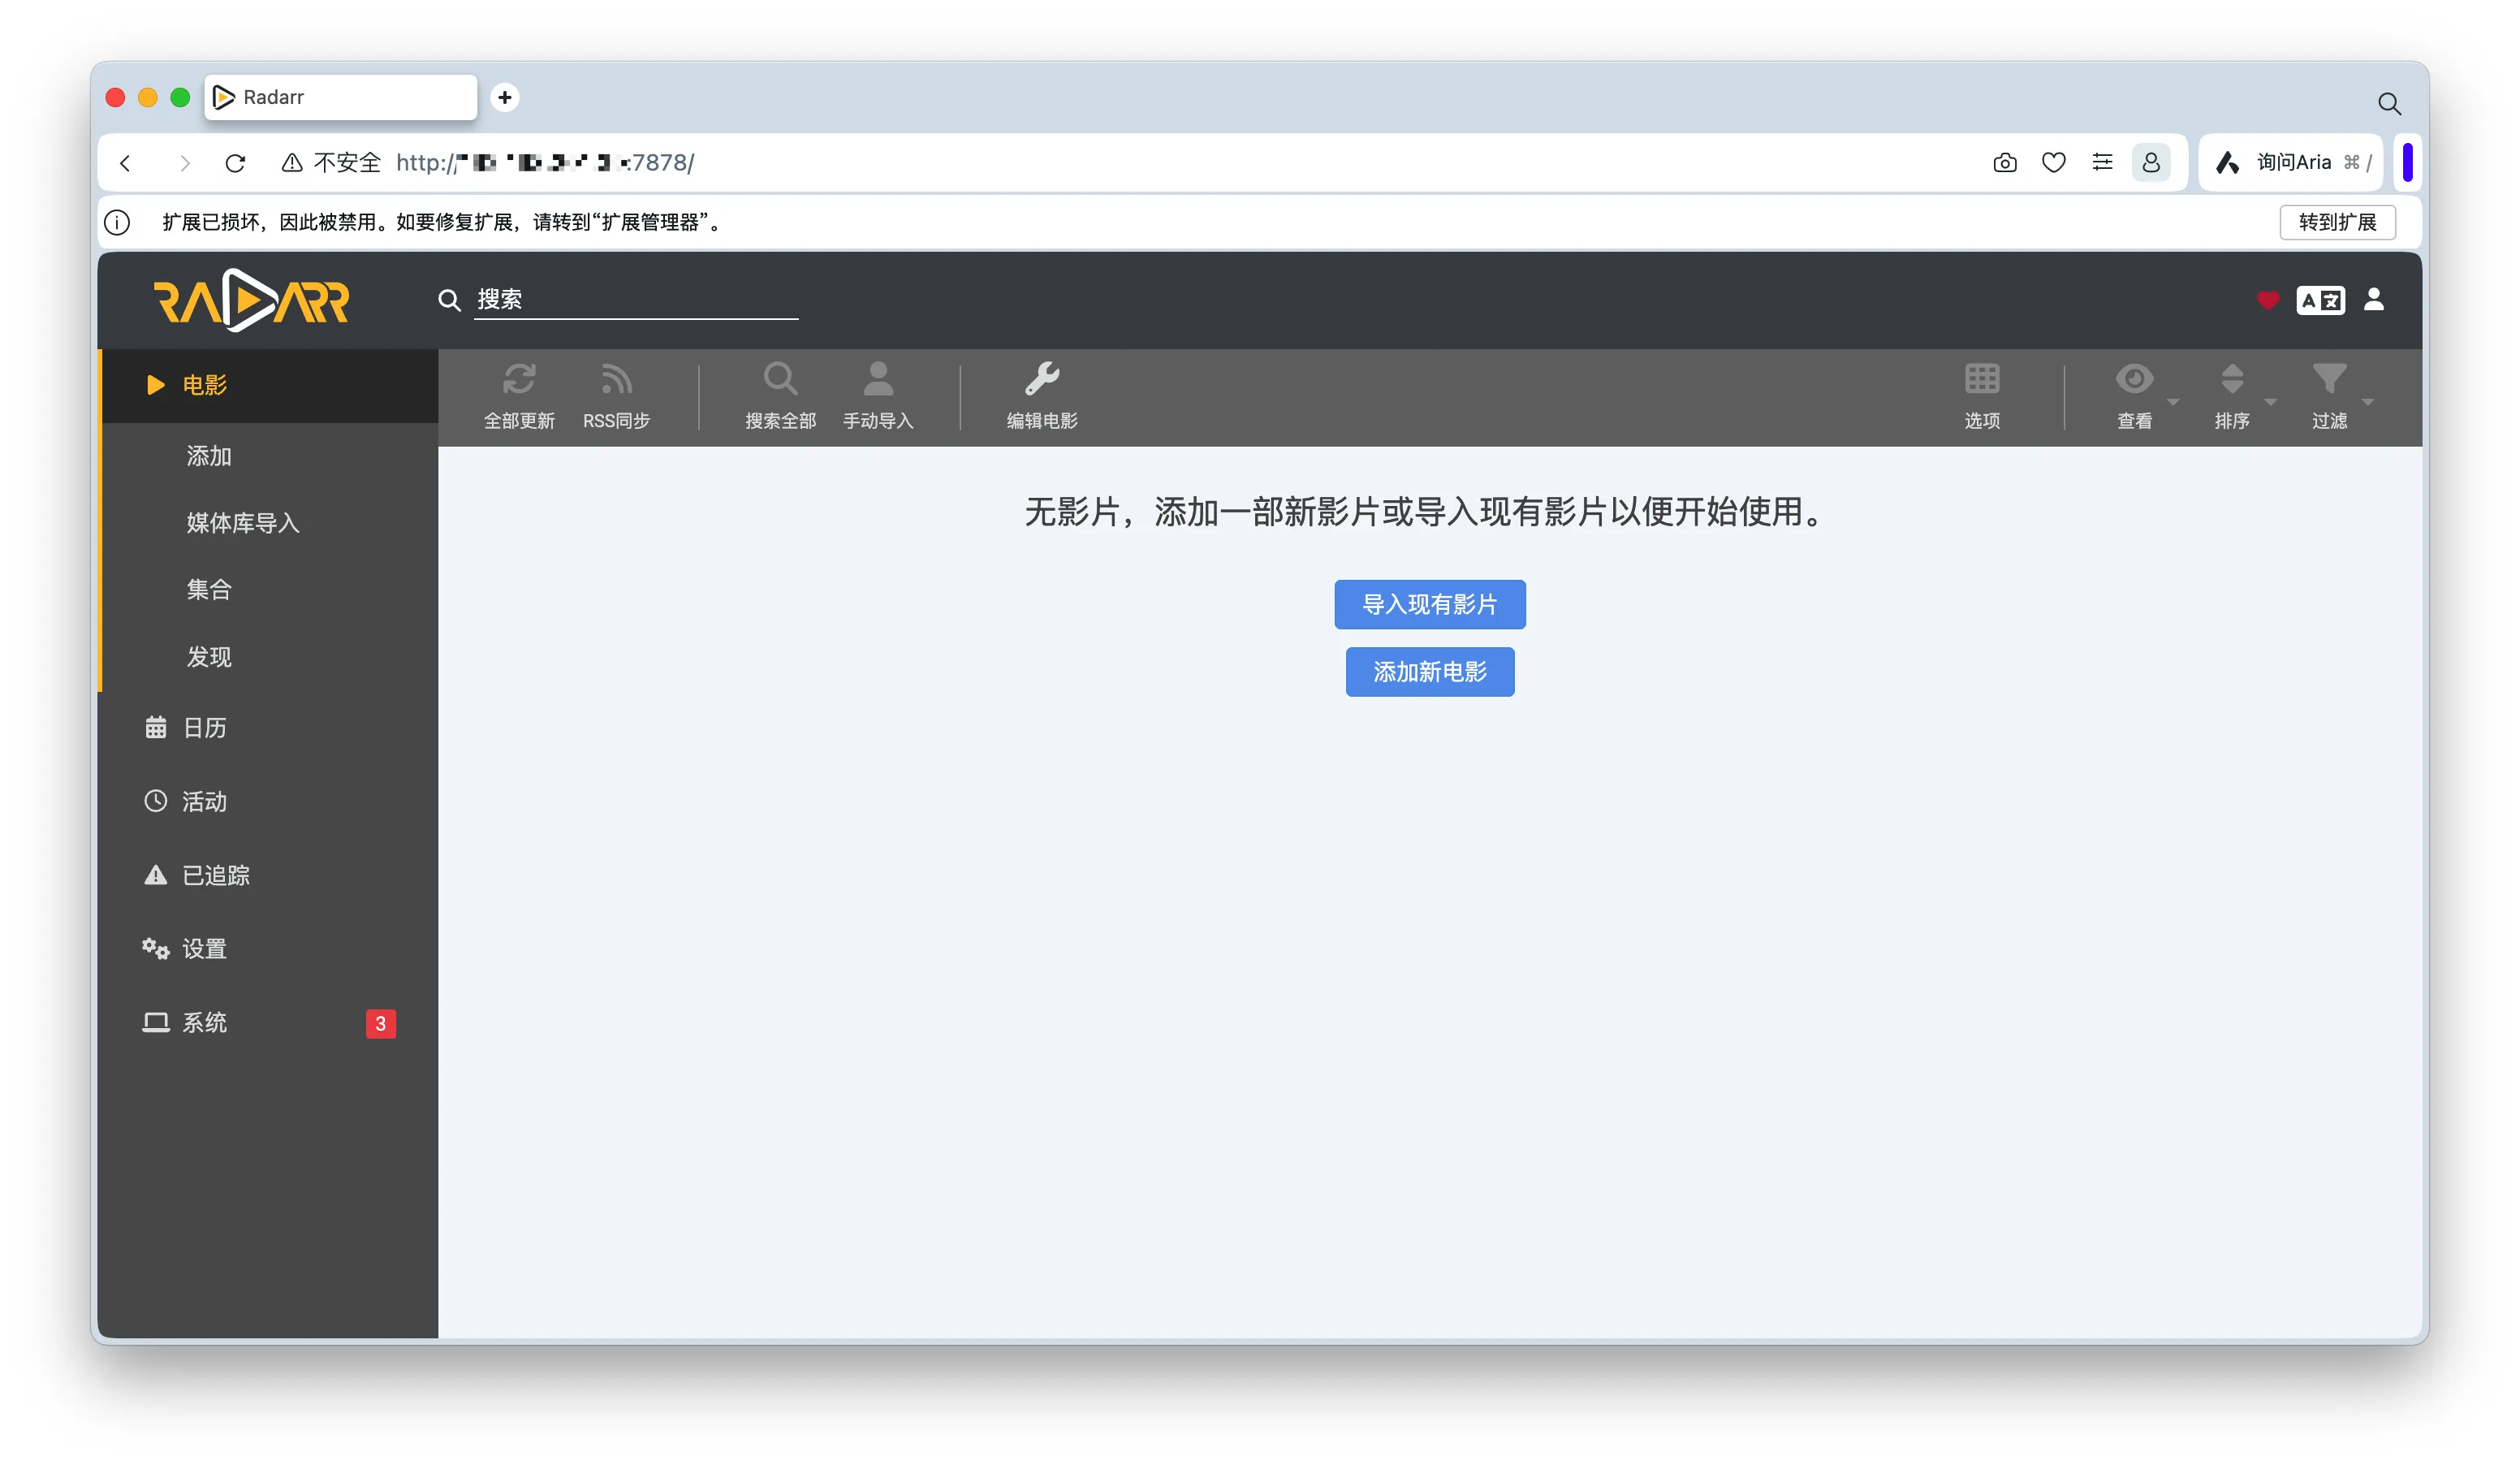 Radarr
不安全 http:// :7878/
询问Aria ⌘ /
扩展已损坏，因此被禁用。如要修复扩展，请转到“扩展管理器”。
转到扩展
RADARR
搜索
A 文
电影
添加
媒体库导入
集合
发现
日历
活动
已追踪
设置
系统 3
全部更新 RSS同步 搜索全部 手动导入 编辑电影 选项 查看 排序 过滤
无影片，添加一部新影片或导入现有影片以便开始使用。
导入现有影片
添加新电影